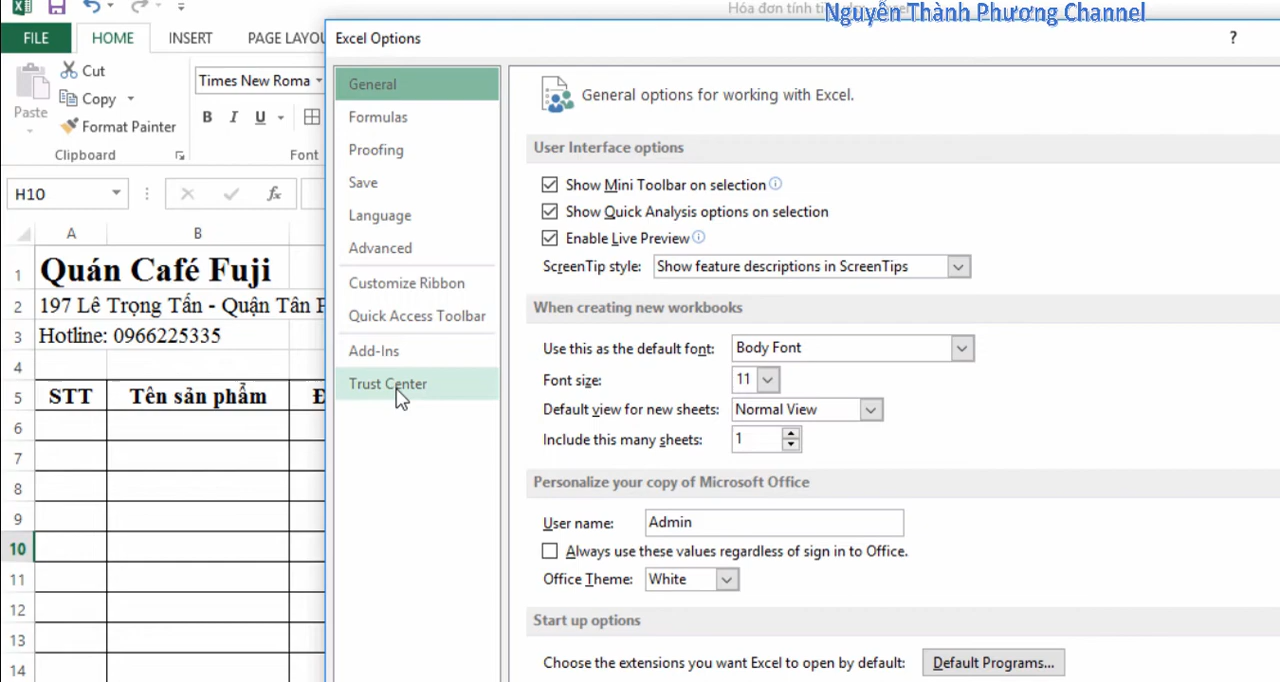 Hóa đơn tính ti
Nguyễn Thành Phương Channel
FILE HOME INSERT PAGE LAYOU
Cut
Copy
Format Painter
Paste
Clipboard
Times New Roma
B I U
Font
H10
fx
A B
1 Quán Café Fuji
2 197 Lê Trọng Tấn - Quận Tân
3 Hotline: 0966225335
4
5 STT Tên sản phẩm
6
7
8
9
10
11
12
13
14
Excel Options
?
General
Formulas
Proofing
Save
Language
Advanced
Customize Ribbon
Quick Access Toolbar
Add-Ins
Trust Center
General options for working with Excel.
User Interface options
Show Mini Toolbar on selection
Show Quick Analysis options on selection
Enable Live Preview
ScreenTip style: Show feature descriptions in ScreenTips
When creating new workbooks
Use this as the default font: Body Font
Font size: 11
Default view for new sheets: Normal View
Include this many sheets: 1
Personalize your copy of Microsoft Office
User name: Admin
Always use these values regardless of sign in to Office.
Office Theme: White
Start up options
Choose the extensions you want Excel to open by default: Default Programs...